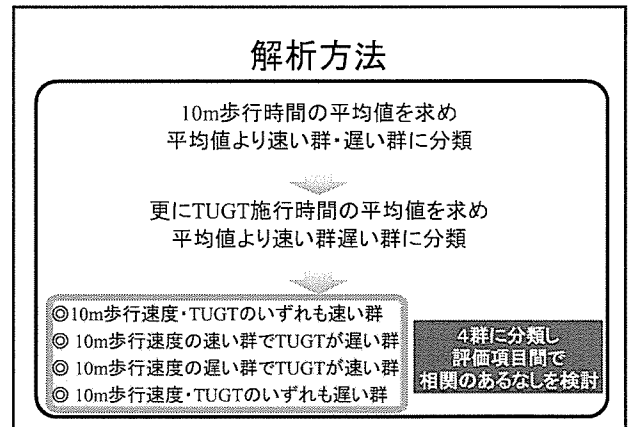 解析方法
10m歩行時間の平均値を求め
平均値より速い群・遅い群に分類
更にTUGT施行時間の平均値を求め
平均値より速い群遅い群に分類
◎10m歩行速度・TUGTのいずれも速い群
◎ 10m歩行速度の速い群でTUGTが遅い群
◎ 10m歩行速度の遅い群でTUGTが速い群
◎ 10m歩行速度・TUGTのいずれも遅い群
4群に分類し
評価項目間で
相関のあるなしを検討